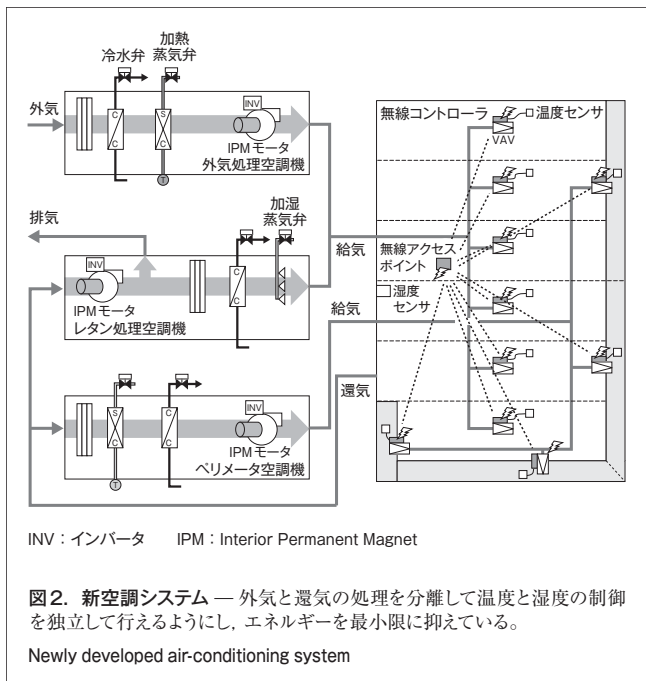 加熱
冷水弁 蒸気弁
外気
INV
C
C
S
C
IPMモータ
外気処理空調機
T
無線コントローラ 温度センサ
VAV
加湿
蒸気弁
排気
給気
無線アクセス
ポイント
INV
C
C
IPMモータ
レタン処理空調機
湿度
センサ
給気
還気
S
C
C
C
INV
IPMモータ
ペリメータ空調機
T
INV：インバータ IPM：Interior Permanent Magnet
図2．新空調システム — 外気と還気の処理を分離して温度と湿度の制御
を独立して行えるようにし，エネルギーを最小限に抑えている。
Newly developed air-conditioning system